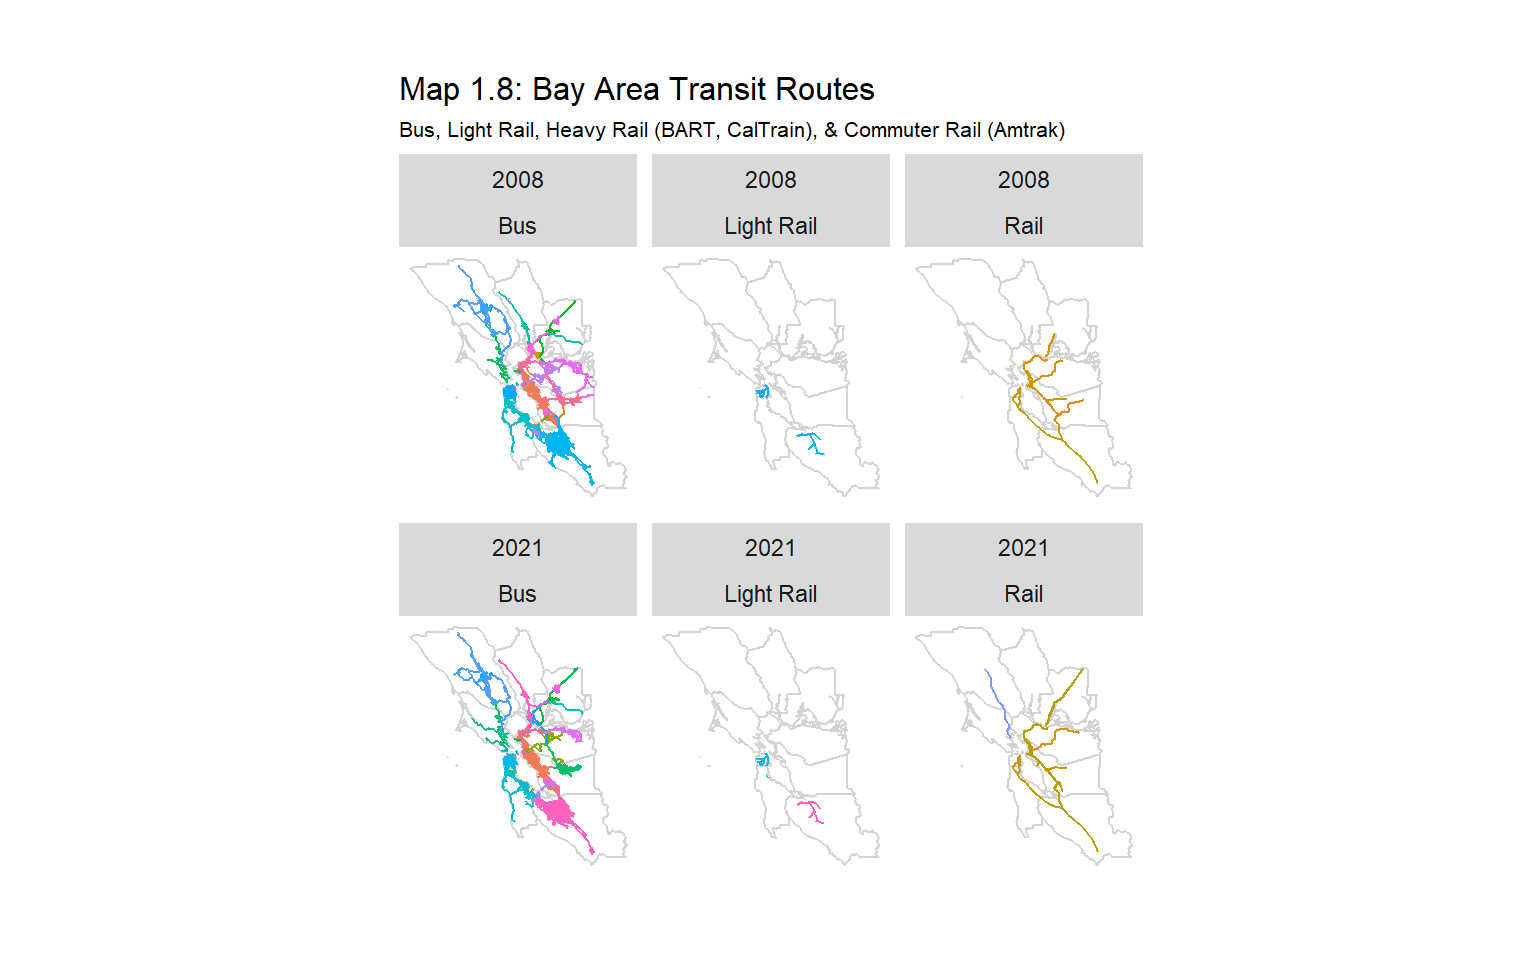 Map 1.8: Bay Area Transit Routes
Bus, Light Rail, Heavy Rail (BART, CalTrain), & Commuter Rail (Amtrak)
2008
Bus
2008
Light Rail
2008
Rail
2021
Bus
2021
Light Rail
2021
Rail